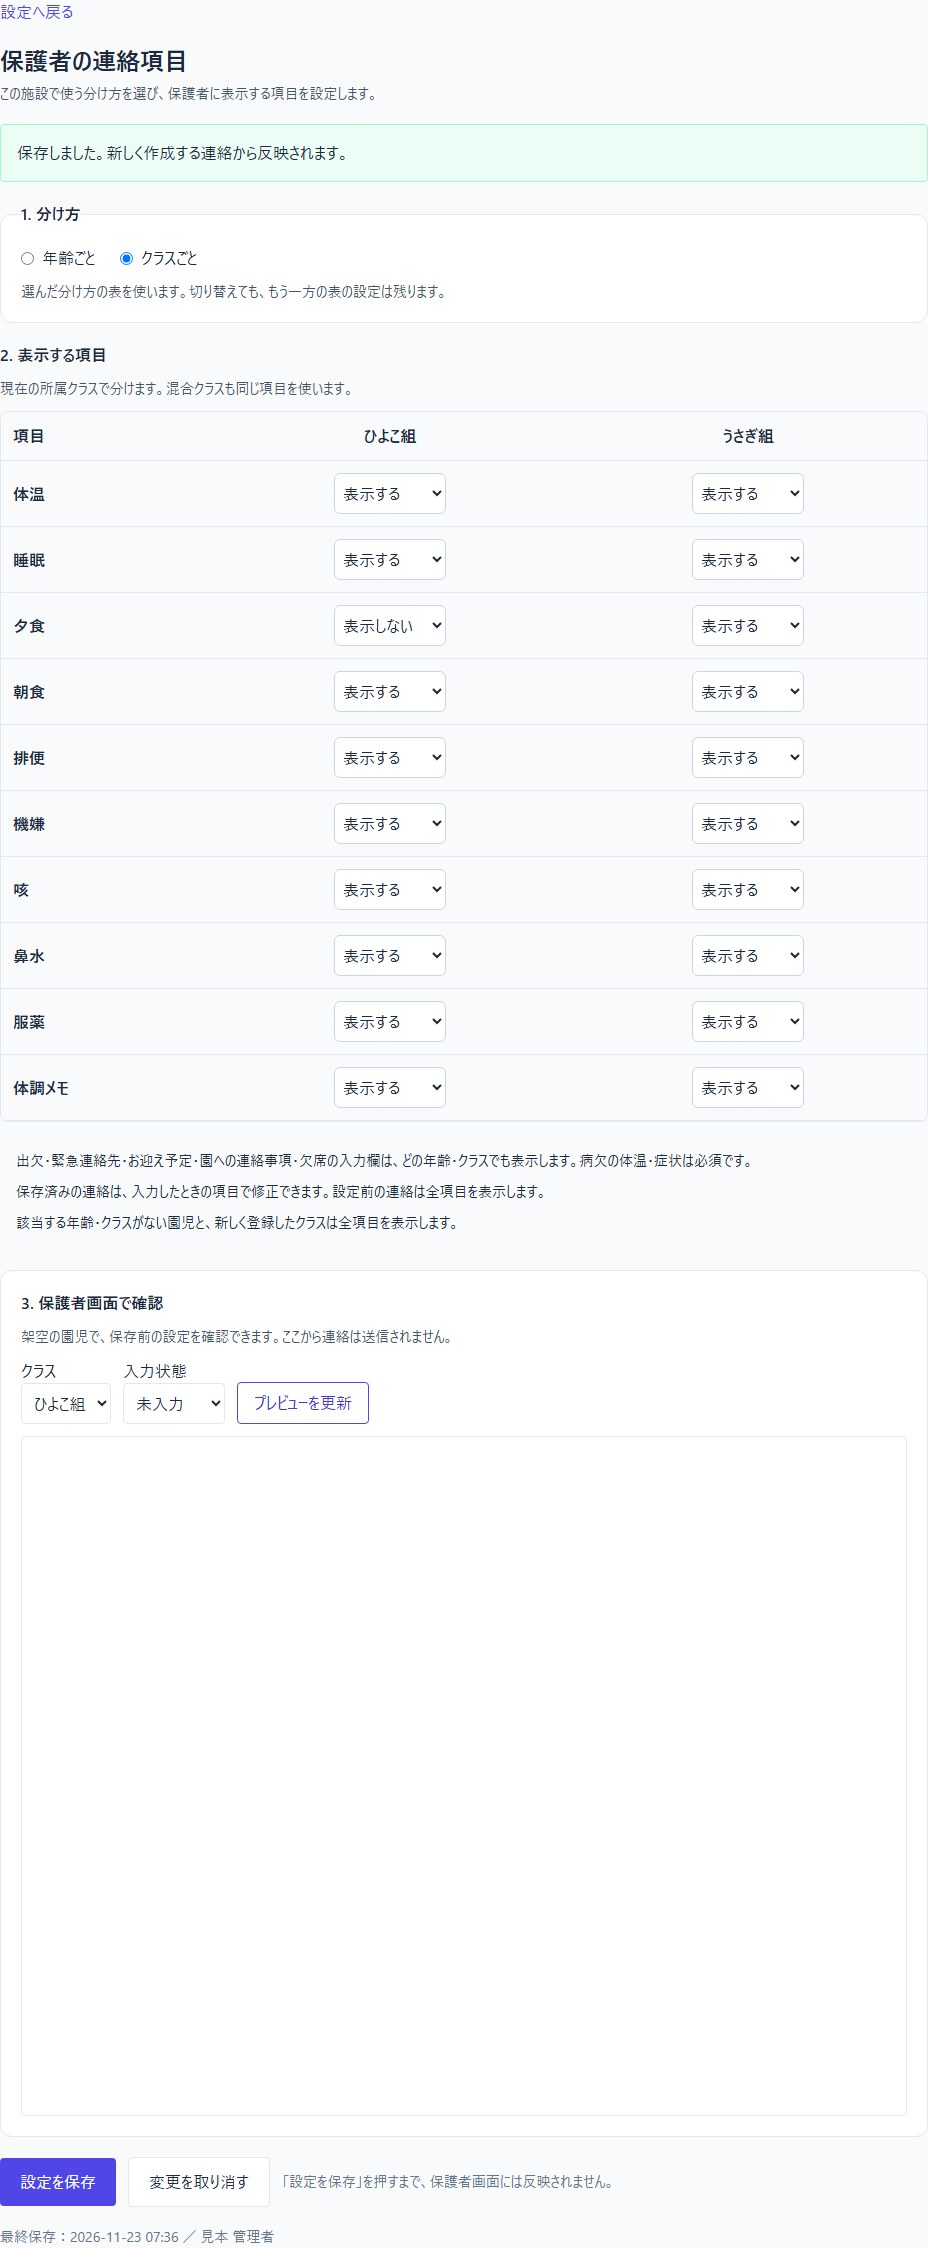 設定へ戻る
保護者の連絡項目
この施設で使う分け方を選び、保護者に表示する項目を設定します。
保存しました。新しく作成する連絡から反映されます。
1. 分け方
年齢ごと クラスごと
選んだ分け方の表を使います。切り替えても、もう一方の表の設定は残ります。
2. 表示する項目
現在の所属クラスで分けます。混合クラスも同じ項目を使います。
項目 ひよこ組 うさぎ組
体温 表示する 表示する
睡眠 表示する 表示する
夕食 表示しない 表示する
朝食 表示する 表示する
排便 表示する 表示する
機嫌 表示する 表示する
咳 表示する 表示する
鼻水 表示する 表示する
服薬 表示する 表示する
体調メモ 表示する 表示する
出欠・緊急連絡先・お迎え予定・園への連絡事項・欠席の入力欄は、どの年齢・クラスでも表示します。病欠の体温・症状は必須です。
保存済みの連絡は、入力したときの項目で修正できます。設定前の連絡は全項目を表示します。
該当する年齢・クラスがない園児と、新しく登録したクラスは全項目を表示します。
3. 保護者画面で確認
架空の園児で、保存前の設定を確認できます。ここから連絡は送信されません。
クラス 入力状態
ひよこ組 未入力 プレビューを更新
設定を保存 変更を取り消す 「設定を保存」を押すまで、保護者画面には反映されません。
最終保存：2026-11-23 07:36 ／ 見本 管理者